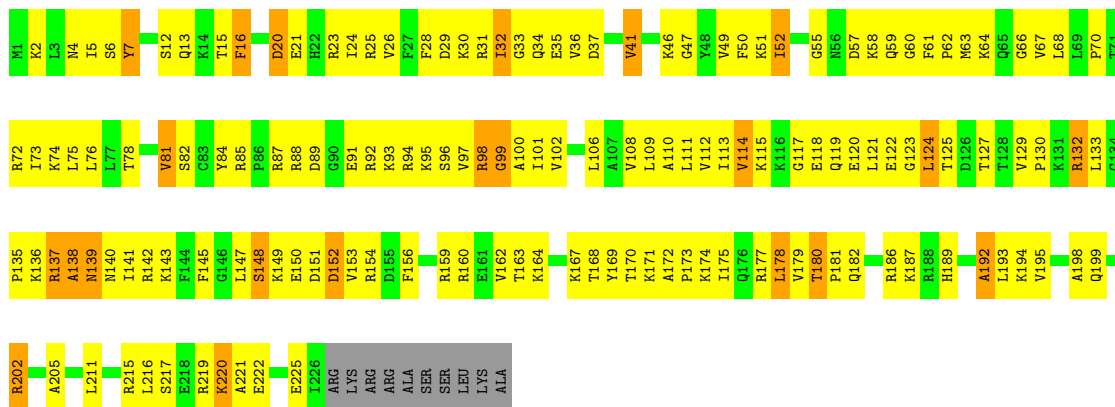 M1 K2 L3 N4 I5 S6 Y7 S12 Q13 K14 T15 F16 D20 E21 H22 R23 I24 R25 V26 F27 F28 D29 K30 R31 I32 G33 Q34 E35 V36 D37 V41 K46 G47 Y48 V49 F50 K51 I52 G55 N56 D57 K58 Q59 G60 F61 P62 M63 K64 Q65 G66 V67 L68 L69 P70
R72 I73 K74 L75 L76 L77 T78 V81 S82 C83 Y84 R85 P86 R87 R88 D89 G90 E91 R92 K93 R94 K95 S96 V97 R98 G99 A100 I101 V102 L106 A107 V108 L109 A110 L111 V112 I113 V114 K115 K116 G117 E118 Q119 E120 L121 E122 G123 L124 T125 D126 T127 T128 V129 P130 K131 R132 L133
P135 K136 R137 A138 N139 N140 I141 R142 K143 F144 F145 G146 L147 S148 K149 E150 D151 D152 V153 R154 D155 F156 R159 R160 E161 V162 T163 K164 K167 T168 Y169 T170 K171 A172 P173 K174 I175 Q176 R177 L178 V179 T180 P181 Q182 R186 K187 R188 H189 A192 L193 K194 V195 A198 Q199
R202 A205 L211 R215 L216 S217 E218 R219 K220 A221 E222 E225 I226 ARG LYS ARG ARG ALA SER SER LEU LYS ALA